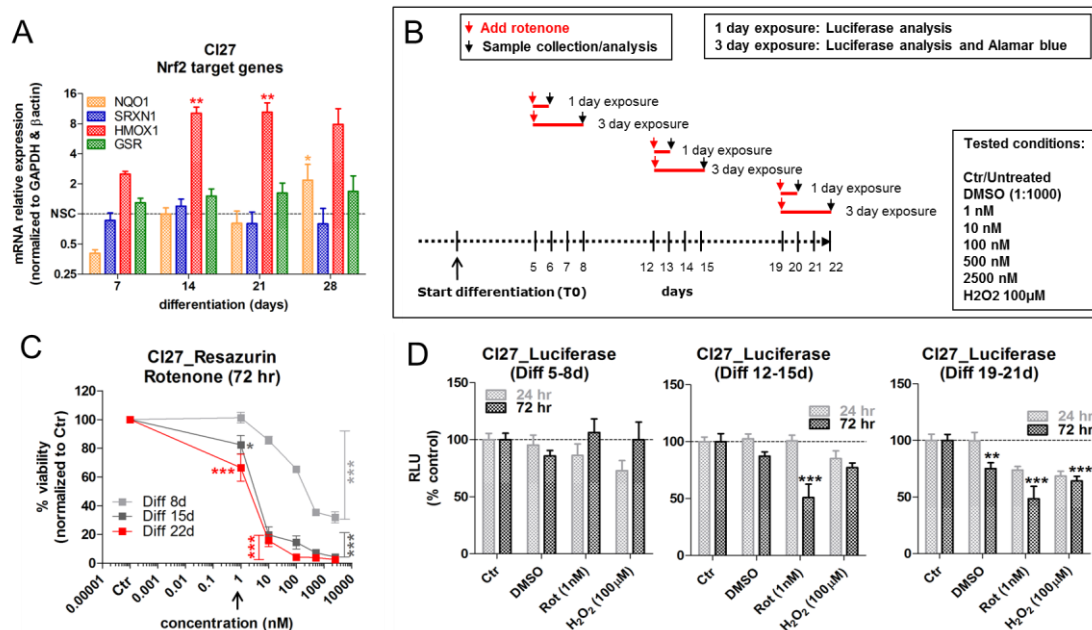 A
Cl27
Nrf2 target genes
mRNA relative expression
(normalized to GAPDH & βactin)
16
8
4
2
NSC
0.5
0.25
NQO1
SRXN1
HMOX1
GSR
**
**
*
7 14 21 28
differentiation (days)
B
Add rotenone
Sample collection/analysis
1 day exposure: Luciferase analysis
3 day exposure: Luciferase analysis and Alamar blue
1 day exposure
3 day exposure
1 day exposure
3 day exposure
1 day exposure
3 day exposure
5 6 7 8 12 13 14 15 19 20 21 22
Start differentiation (T0)
days
Tested conditions:
Ctr/Untreated
DMSO (1:1000)
1 nM
10 nM
100 nM
500 nM
2500 nM
H2O2 100µM
C
Cl27_Resazurin
Rotenone (72 hr)
% viability
(normalized to Ctr)
120
100
80
60
40
20
0
Diff 8d
Diff 15d
Diff 22d
*
***
***
***
***
0.00001 Ctr 0.001 0.01 0.1 1 10 100 1000 10000
concentration (nM)
D
Cl27_Luciferase
(Diff 5-8d)
RLU
(% control)
150
100
50
0
24 hr
72 hr
Ctr
DMSO
Rot (1nM)
H₂O₂ (100µM)
Cl27_Luciferase
(Diff 12-15d)
150
100
50
0
24 hr
72 hr
***
Ctr
DMSO
Rot (1nM)
H₂O₂ (100µM)
Cl27_Luciferase
(Diff 19-21d)
150
100
50
0
24 hr
72 hr
**
***
***
Ctr
DMSO
Rot (1nM)
H₂O₂ (100µM)